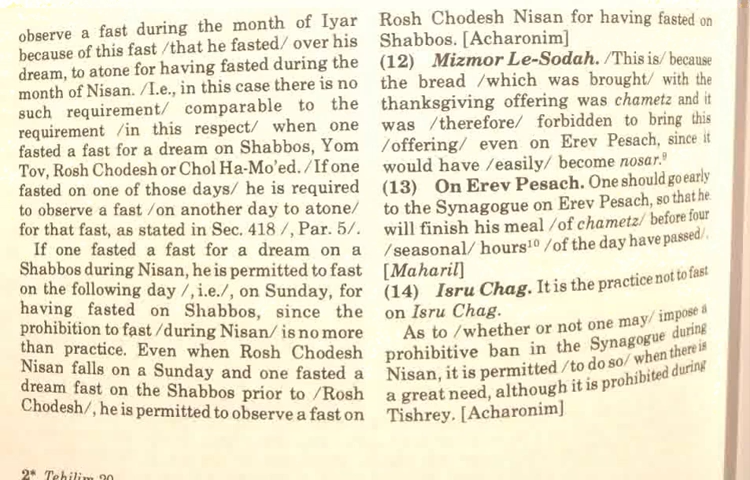 observe a fast during the month of Iyar
because of this fast /that he fasted/ over his
dream, to atone for having fasted during the
month of Nisan. /I.e., in this case there is no
such requirement/ comparable to the
requirement /in this respect/ when one
fasted a fast for a dream on Shabbos, Yom
Tov, Rosh Chodesh or Chol Ha-Mo'ed. /If one
fasted on one of those days/ he is required
to observe a fast /on another day to atone/
for that fast, as stated in Sec. 418 /, Par. 5/.
If one fasted a fast for a dream on a
Shabbos during Nisan, he is permitted to fast
on the following day /, i.e./, on Sunday, for
having fasted on Shabbos, since the
prohibition to fast /during Nisan/ is no more
than practice. Even when Rosh Chodesh
Nisan falls on a Sunday and one fasted a
dream fast on the Shabbos prior to /Rosh
Chodesh/, he is permitted to observe a fast on
Rosh Chodesh Nisan for having fasted on
Shabbos. [Acharonim]
(12) Mizmor Le-Sodah. /This is/ because
the bread /which was brought/ with the
thanksgiving offering was chametz and it
was /therefore/ forbidden to bring this
/offering/ even on Erev Pesach, since it
would have /easily/ become nosar.⁹
(13) On Erev Pesach. One should go early
to the Synagogue on Erev Pesach, so that he
will finish his meal /of chametz/ before four
/seasonal/ hours¹⁰ /of the day have passed/.
[Maharil]
(14) Isru Chag. It is the practice not to fast
on Isru Chag.
As to /whether or not one may/ impose a
prohibitive ban in the Synagogue during
Nisan, it is permitted /to do so/ when there is
a great need, although it is prohibited during
Tishrey. [Acharonim]
2* Tehilim 20